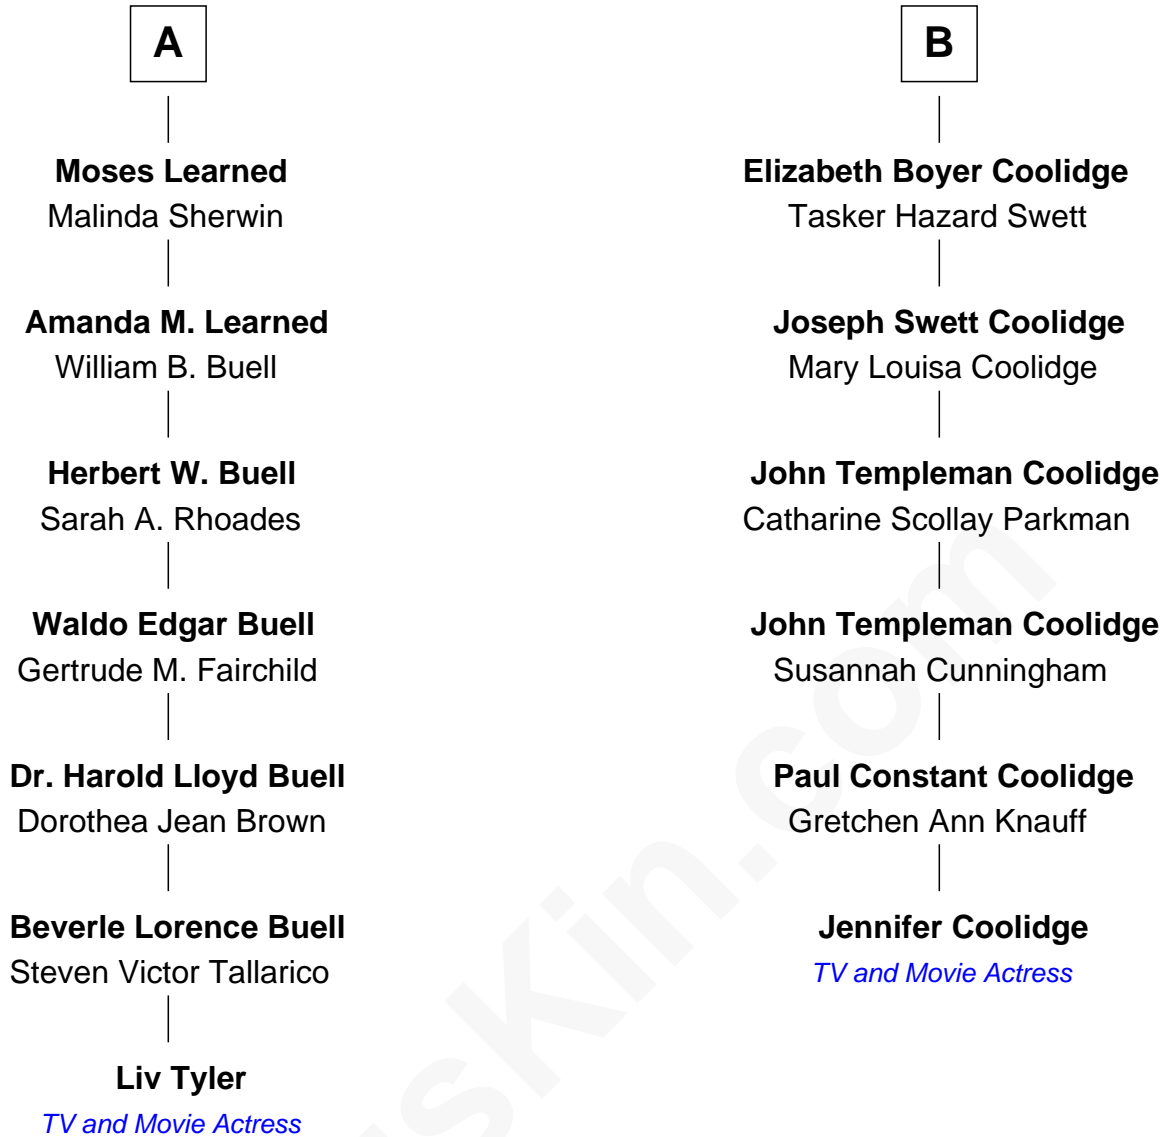 A
Moses Learned
Malinda Sherwin
Amanda M. Learned
William B. Buell
Herbert W. Buell
Sarah A. Rhoades
Waldo Edgar Buell
Gertrude M. Fairchild
Dr. Harold Lloyd Buell
Dorothea Jean Brown
Beverle Lorence Buell
Steven Victor Tallarico
Liv Tyler
TV and Movie Actress
B
Elizabeth Boyer Coolidge
Tasker Hazard Swett
Joseph Swett Coolidge
Mary Louisa Coolidge
John Templeman Coolidge
Catharine Scollay Parkman
John Templeman Coolidge
Susannah Cunningham
Paul Constant Coolidge
Gretchen Ann Knauff
Jennifer Coolidge
TV and Movie Actress
sKin.com